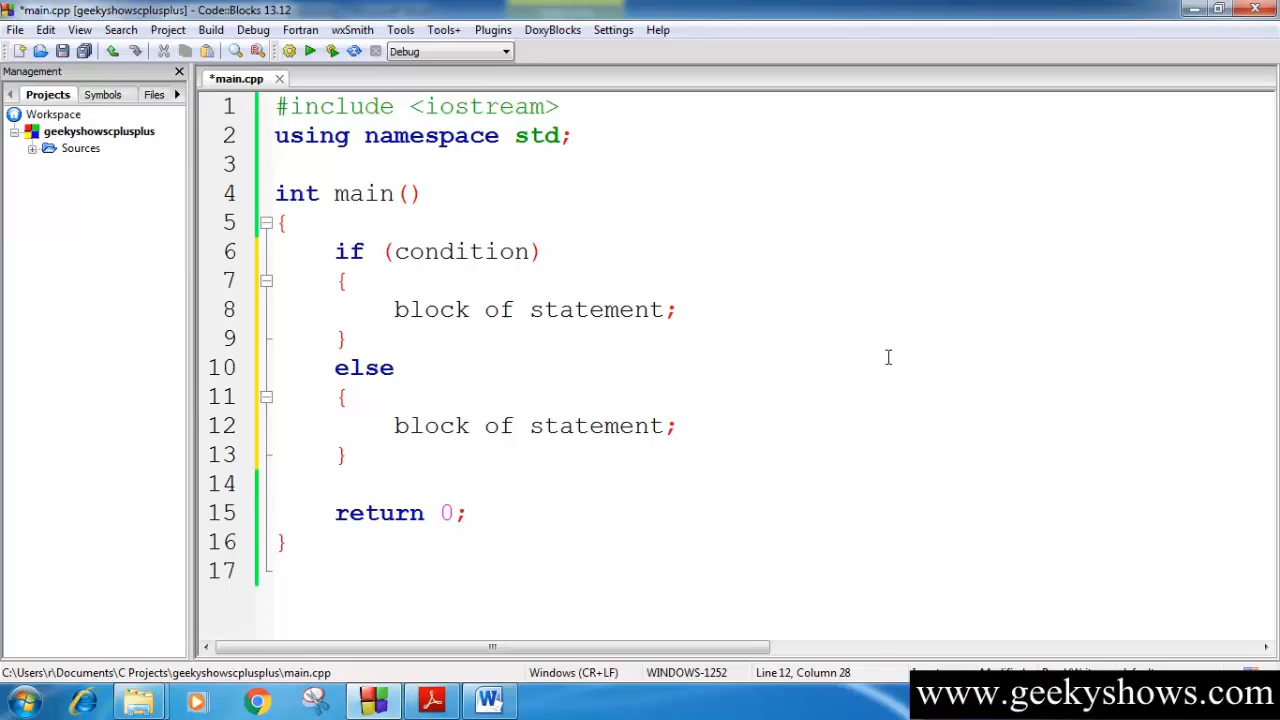 *main.cpp [geekyshowscplusplus] - Code::Blocks 13.12
File Edit View Search Project Build Debug Fortran wxSmith Tools Tools+ Plugins DoxyBlocks Settings Help
Debug
Management
*main.cpp
Projects Symbols Files
Workspace
geekyshowscplusplus
Sources
1 #include <iostream>
2 using namespace std;
3
4 int main()
5 {
6 if (condition)
7 {
8 block of statement;
9 }
10 else
11 {
12 block of statement;
13 }
14
15 return 0;
16 }
17
C:\Users\r\Documents\C Projects\geekyshowscplusplus\main.cpp Windows (CR+LF) WINDOWS-1252 Line 12, Column 28
www.geekyshows.com